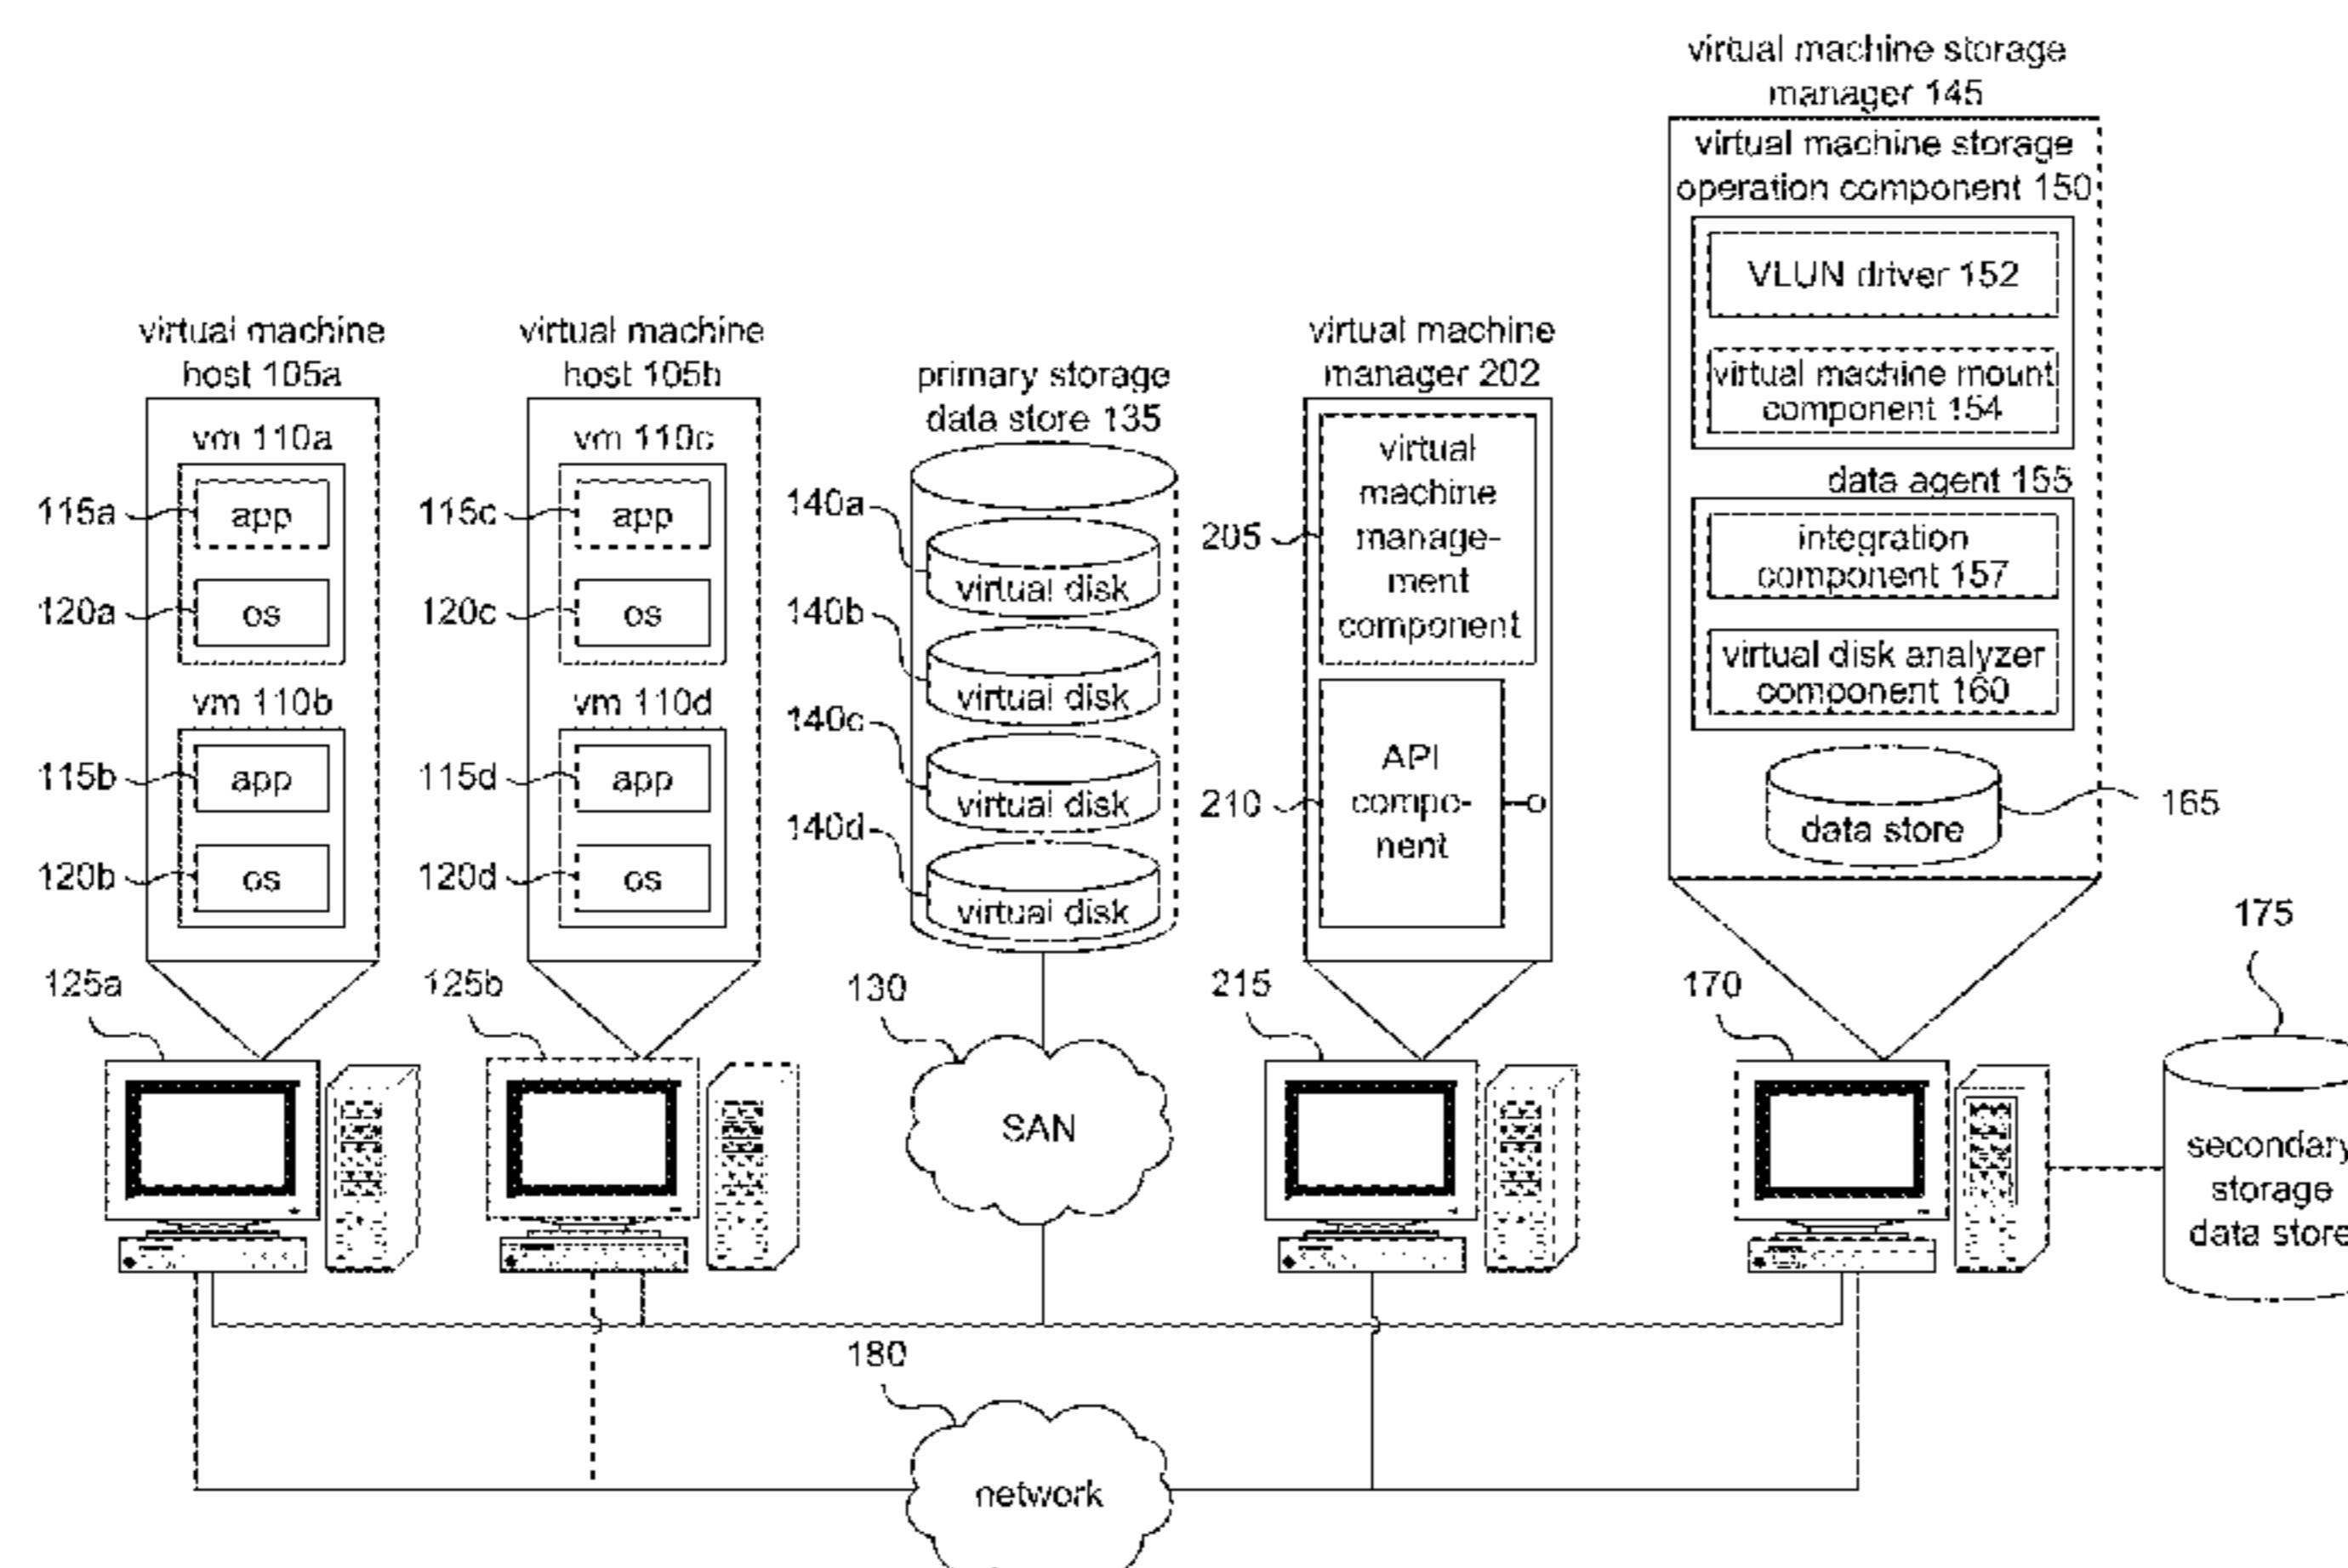 virtual machine storage
manager 145
virtual machine storage
operation component 150
VLUN driver 152
virtual machine mount
component 154
data agent 155
integration
component 157
virtual disk analyzer
component 160
data store
165
virtual machine
host 105a
vm 110a
115a
app
120a
os
vm 110b
115b
app
120b
os
virtual machine
host 105b
vm 110c
115c
app
120c
os
vm 110d
115d
app
120d
os
primary storage
data store 135
140a
virtual disk
140b
virtual disk
140c
virtual disk
140d
virtual disk
virtual machine
manager 202
205
virtual
machine
manage-
ment
component
210
API
compo-
nent
125a
125b
130
SAN
215
170
175
secondary
storage
data store
180
network